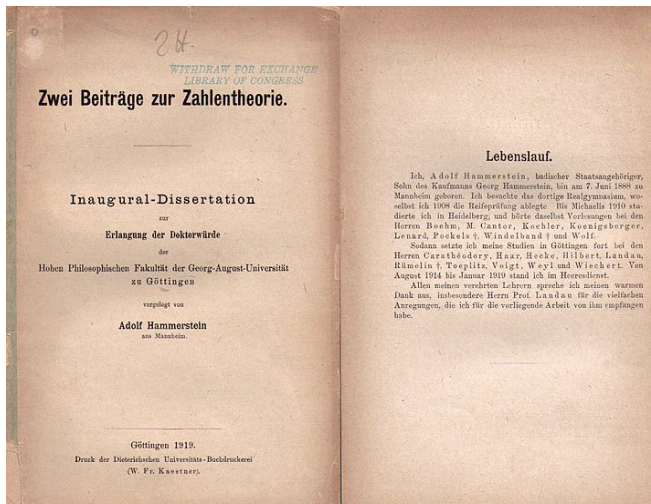 2H.
WITHDRAW FOR EXCHANGE
LIBRARY OF CONGRESS
Zwei Beiträge zur Zahlentheorie.
Inaugural-Dissertation
zur
Erlangung der Doktorwürde
der
Hohen Philosophischen Fakultät der Georg-August-Universität
zu Göttingen
vorgelegt von
Adolf Hammerstein
aus Mannheim.
Göttingen 1919.
Druck der Dieterichschen Universitäts-Buchdruckerei
(W. Fr. Kaestner).
Lebenslauf.
Ich, Adolf Hammerstein, badischer Staatsangehöriger,
Sohn des Kaufmanns Georg Hammerstein, bin am 7. Juni 1888 zu
Mannheim geboren. Ich besuchte das dortige Realgymnasium, wo-
selbst ich 1908 die Reifeprüfung ablegte. Bis Michaelis 1910 stu-
dierte ich in Heidelberg, und hörte daselbst Vorlesungen bei den
Herren Boehm, M. Cantor, Koehler, Koenigsberger,
Lenard, Pockels †, Windelband † und Wolf.
Sodann setzte ich meine Studien in Göttingen fort bei den
Herren Carathéodory, Haar, Hecke, Hilbert, Landau,
Rümelin †, Toeplitz, Voigt, Weyl und Wiechert. Von
August 1914 bis Januar 1919 stand ich im Heeresdienst.
Allen meinen verehrten Lehrern spreche ich meinen warmen
Dank aus, insbesondere Herrn Prof. Landau für die vielfachen
Anregungen, die ich für die vorliegende Arbeit von ihm empfangen
habe.